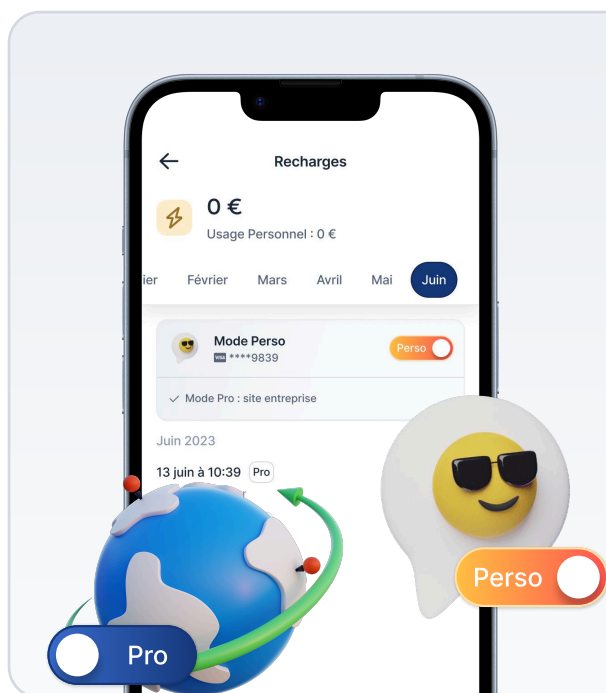 Recharges
0 €
Usage Personnel : 0 €
ier Février Mars Avril Mai Juin
Mode Perso
VISA ****9839
Perso
Mode Pro : site entreprise
Juin 2023
13 juin à 10:39 Pro
Perso
Pro